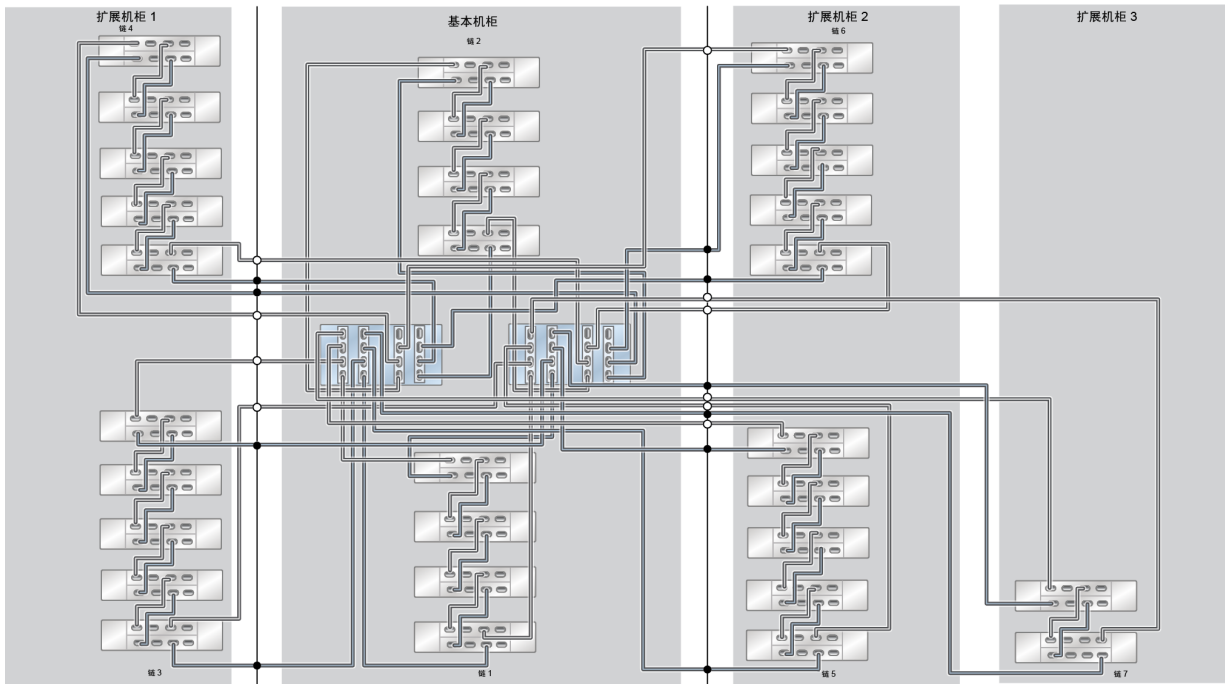 扩展机柜 1
基本机柜
扩展机柜 2
扩展机柜 3
链 4
链 2
链 6
链 3
链 1
链 5
链 7